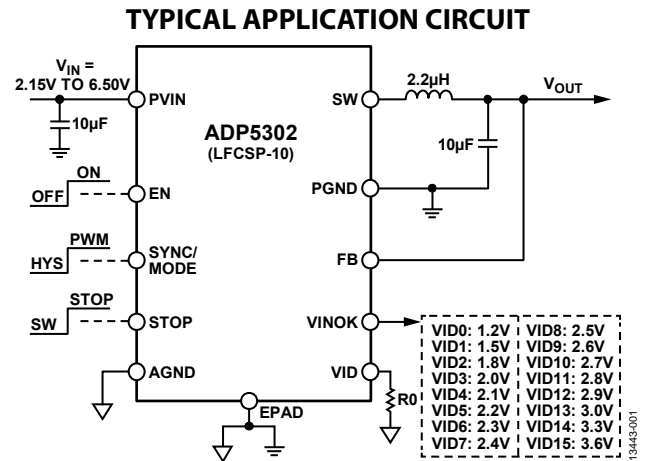 TYPICAL APPLICATION CIRCUIT
VIN =
2.15V TO 6.50V
10µF
PVIN
ADP5302
(LFCSP-10)
SW
2.2µH
VOUT
10µF
PGND
ON
OFF
EN
PWM
HYS
SYNC/
MODE
FB
STOP
SW
STOP
VINOK
AGND
VID
R0
EPAD
VID0: 1.2V VID8: 2.5V
VID1: 1.5V VID9: 2.6V
VID2: 1.8V VID10: 2.7V
VID3: 2.0V VID11: 2.8V
VID4: 2.1V VID12: 2.9V
VID5: 2.2V VID13: 3.0V
VID6: 2.3V VID14: 3.3V
VID7: 2.4V VID15: 3.6V
13443-001